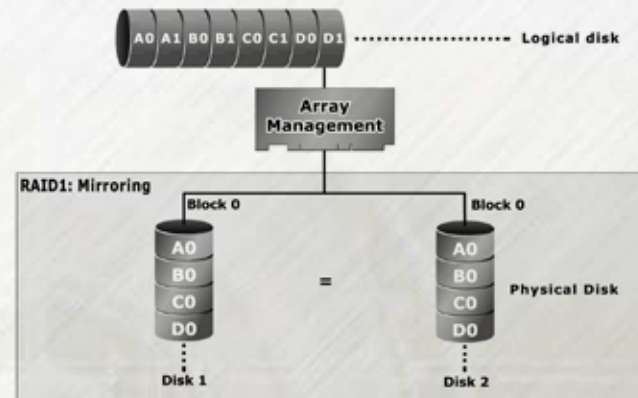 A0 A1 B0 B1 C0 C1 D0 D1
Logical disk
Array
Management
RAID1: Mirroring
Block 0
Block 0
A0
B0
C0
D0
=
A0
B0
C0
D0
Physical Disk
Disk 1
Disk 2